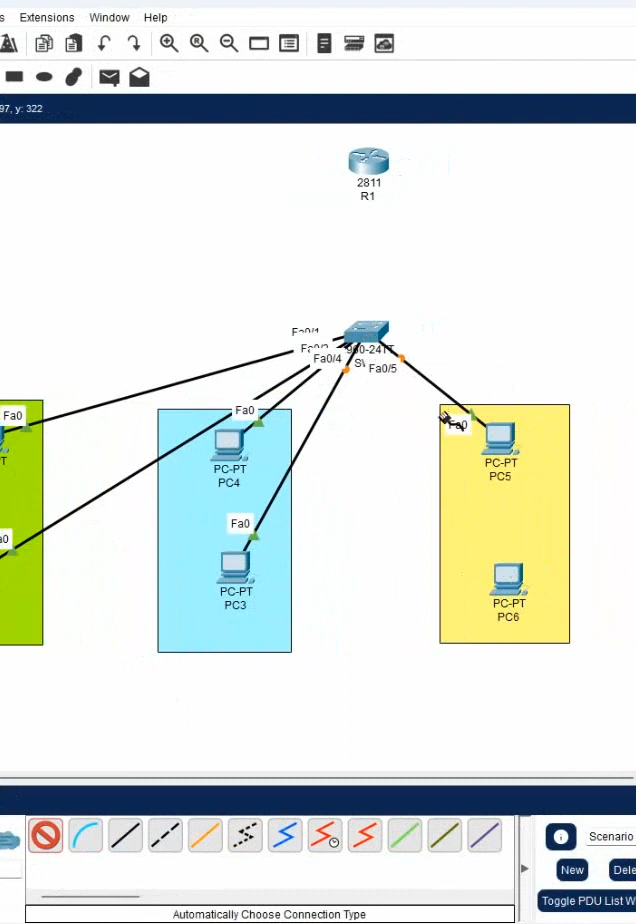 Extensions Window Help
97, y: 322
2811
R1
Fa0/1
Fa0/4
Fa0/5
Fa0
Fa0
Fa0
PC-PT
PC4
PC-PT
PC5
Fa0
PC-PT
PC3
PC-PT
PC6
Scenario
New
Toggle PDU List W
Automatically Choose Connection Type